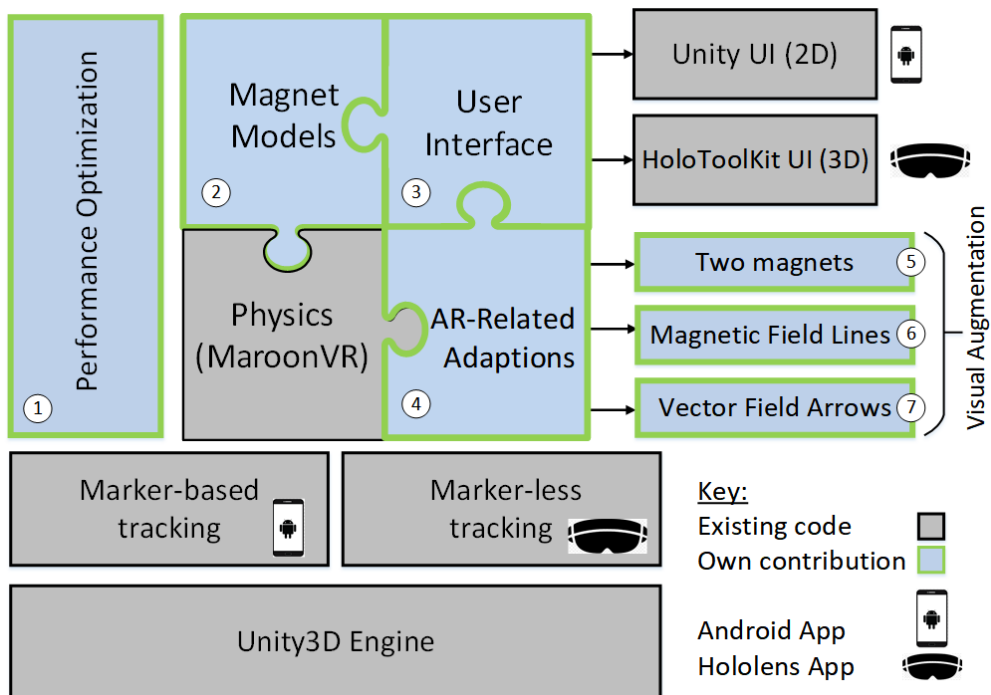 Performance Optimization
1
Magnet
Models
2
User
Interface
3
Physics
(MaroonVR)
AR-Related
Adaptions
4
Unity UI (2D)
HoloToolKit UI (3D)
Two magnets
5
Magnetic Field Lines
6
Vector Field Arrows
7
Visual Augmentation
Marker-based
tracking
Marker-less
tracking
Unity3D Engine
Key:
Existing code
Own contribution
Android App
Hololens App